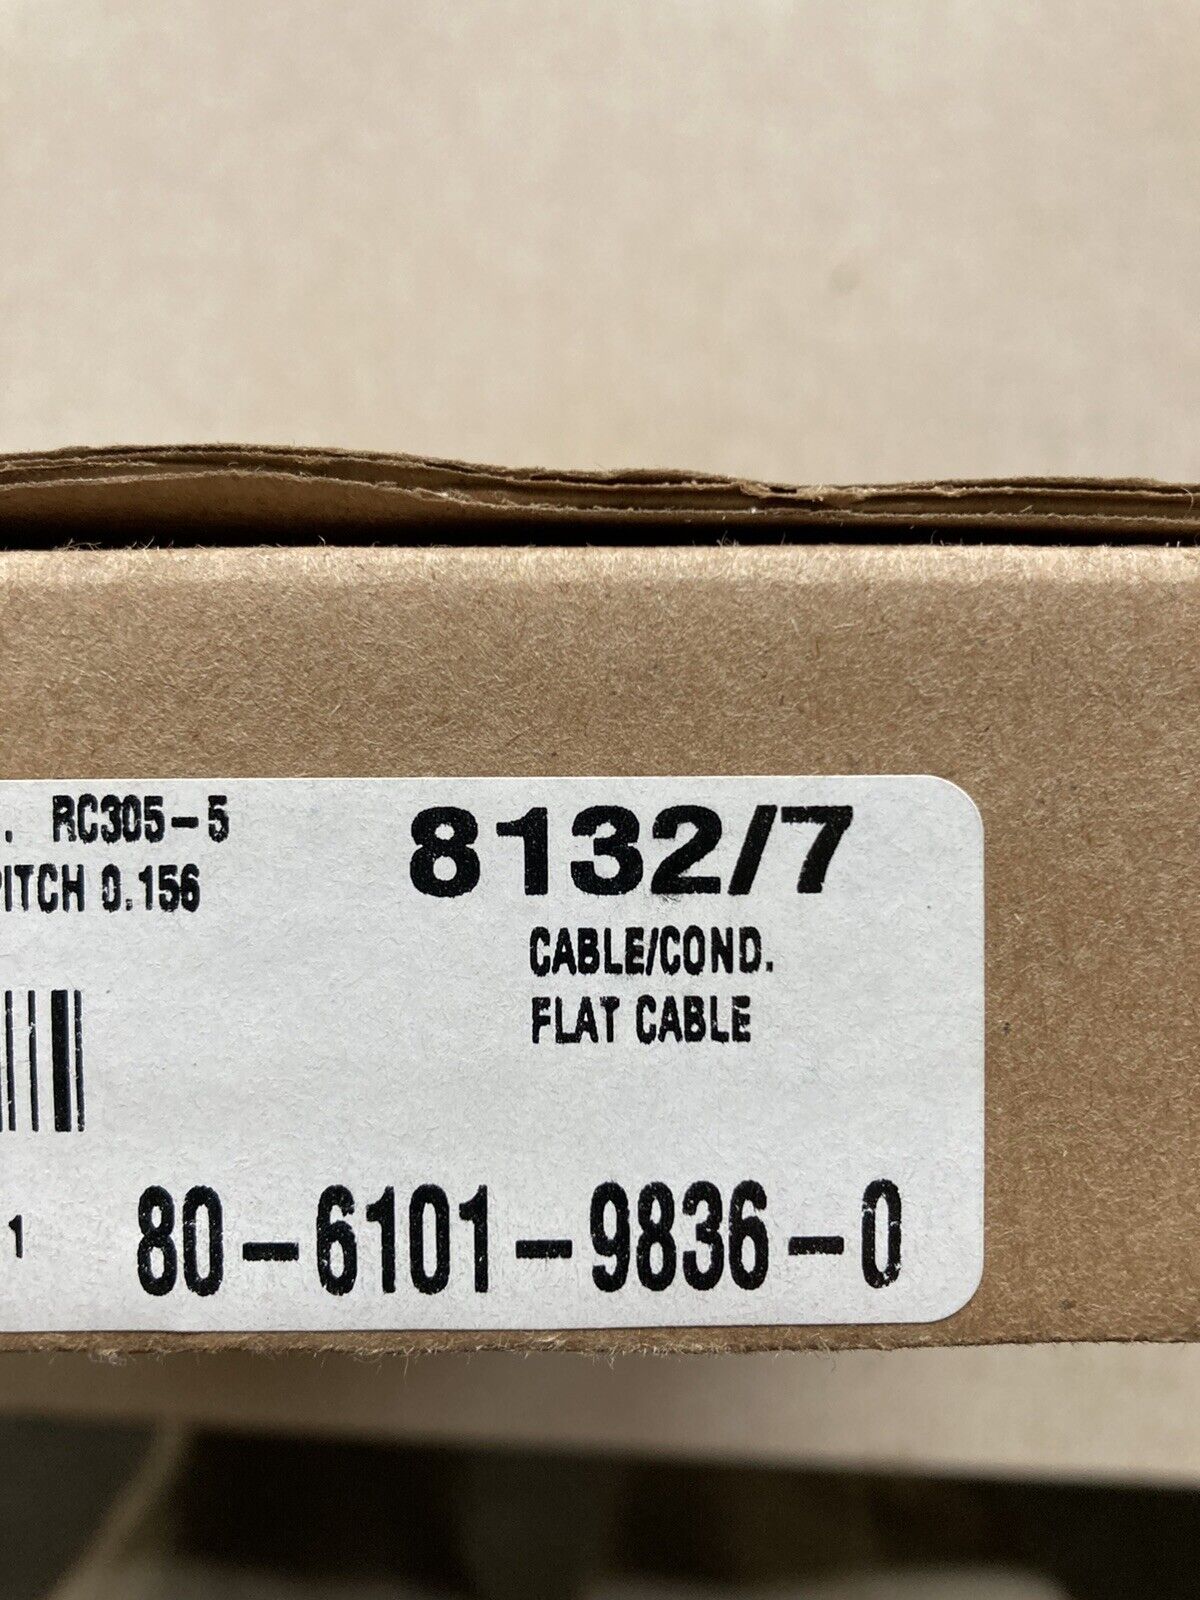 . RC305-5
PITCH 0.156
8132/7
CABLE/COND.
FLAT CABLE
1
80-6101-9836-0